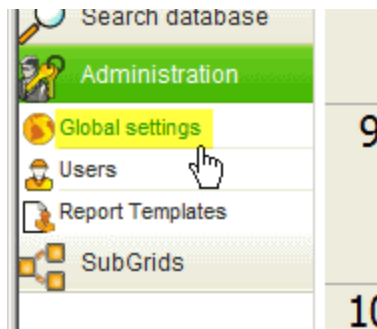 Search database
Administration
Global settings
9
Users
Report Templates
SubGrids
10